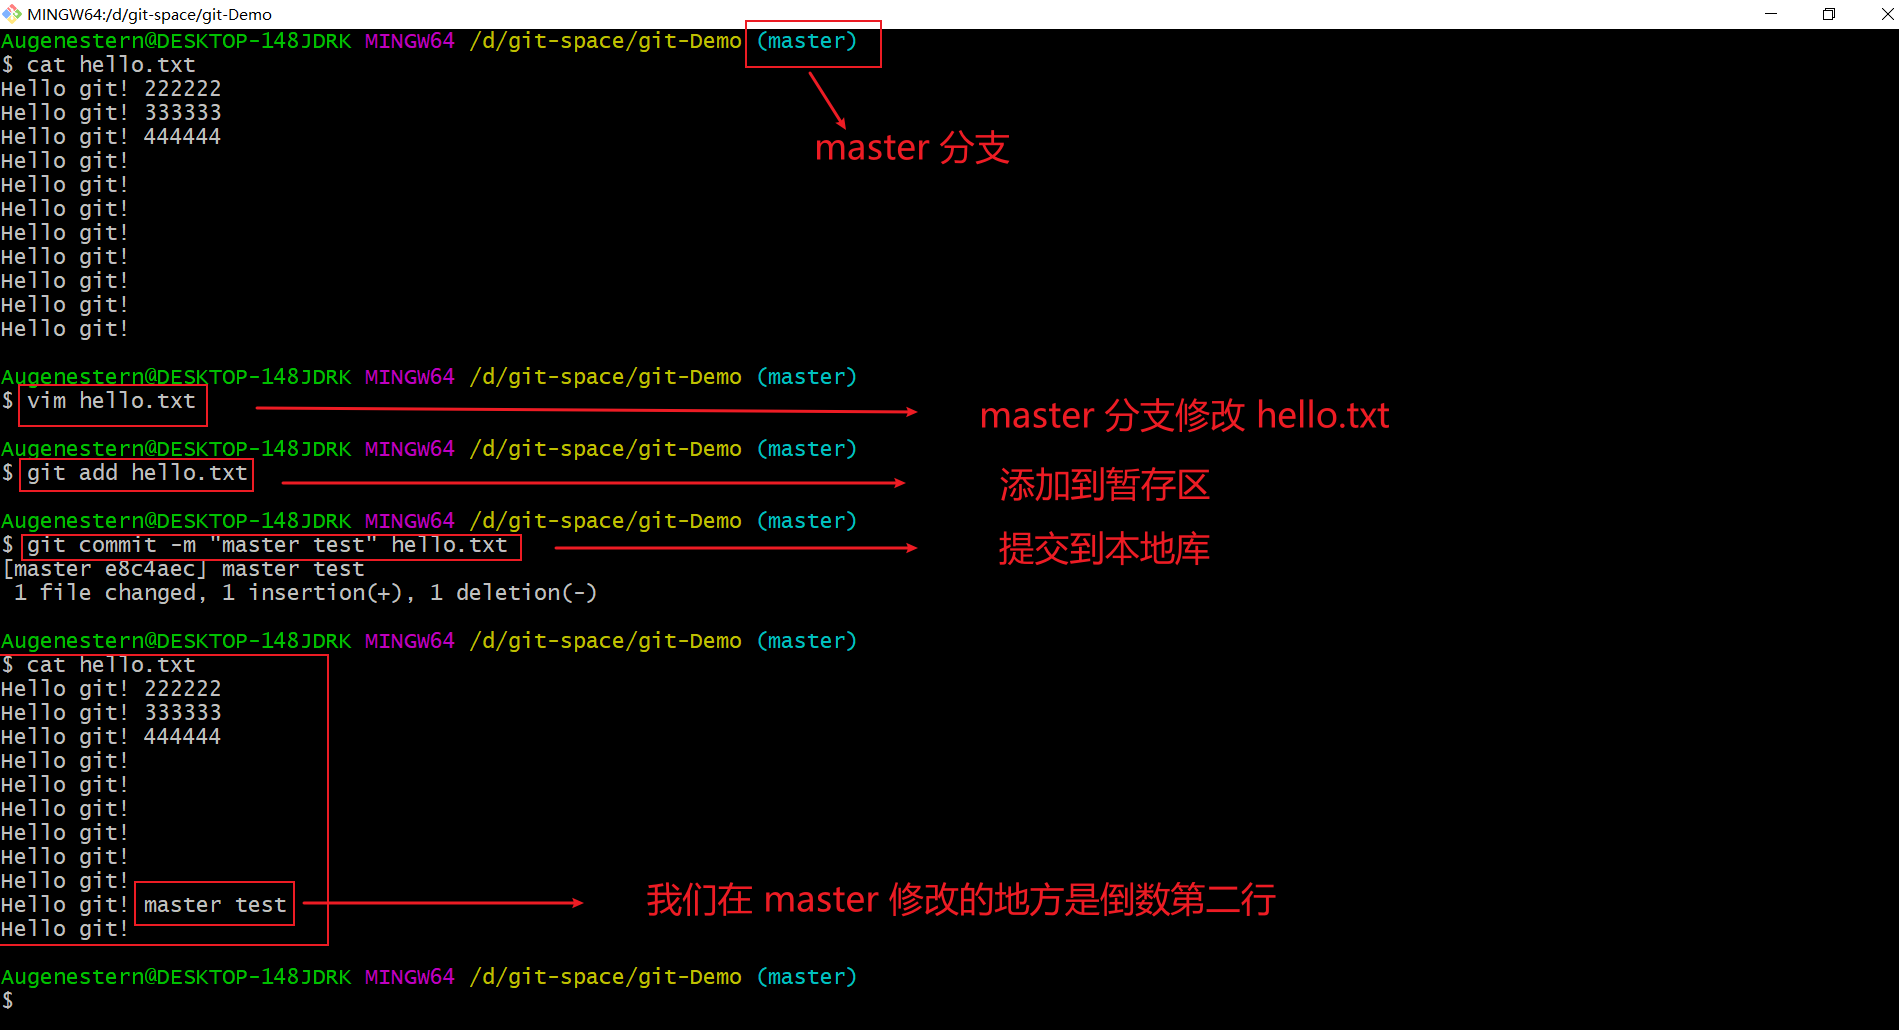 MINGW64:/d/git-space/git-Demo
Augenestern@DESKTOP-148JDRK MINGW64 /d/git-space/git-Demo (master)
$ cat hello.txt
Hello git! 222222
Hello git! 333333
Hello git! 444444
master 分支
Hello git!
Hello git!
Hello git!
Hello git!
Hello git!
Hello git!
Hello git!
Hello git!
Augenestern@DESKTOP-148JDRK MINGW64 /d/git-space/git-Demo (master)
$ vim hello.txt
master 分支修改 hello.txt
Augenestern@DESKTOP-148JDRK MINGW64 /d/git-space/git-Demo (master)
$ git add hello.txt
添加到暂存区
Augenestern@DESKTOP-148JDRK MINGW64 /d/git-space/git-Demo (master)
$ git commit -m "master test" hello.txt
提交到本地库
[master e8c4aec] master test
1 file changed, 1 insertion(+), 1 deletion(-)
Augenestern@DESKTOP-148JDRK MINGW64 /d/git-space/git-Demo (master)
$ cat hello.txt
Hello git! 222222
Hello git! 333333
Hello git! 444444
Hello git!
Hello git!
Hello git!
Hello git!
Hello git!
Hello git!
Hello git! master test
我们在 master 修改的地方是倒数第二行
Hello git!
Augenestern@DESKTOP-148JDRK MINGW64 /d/git-space/git-Demo (master)
$